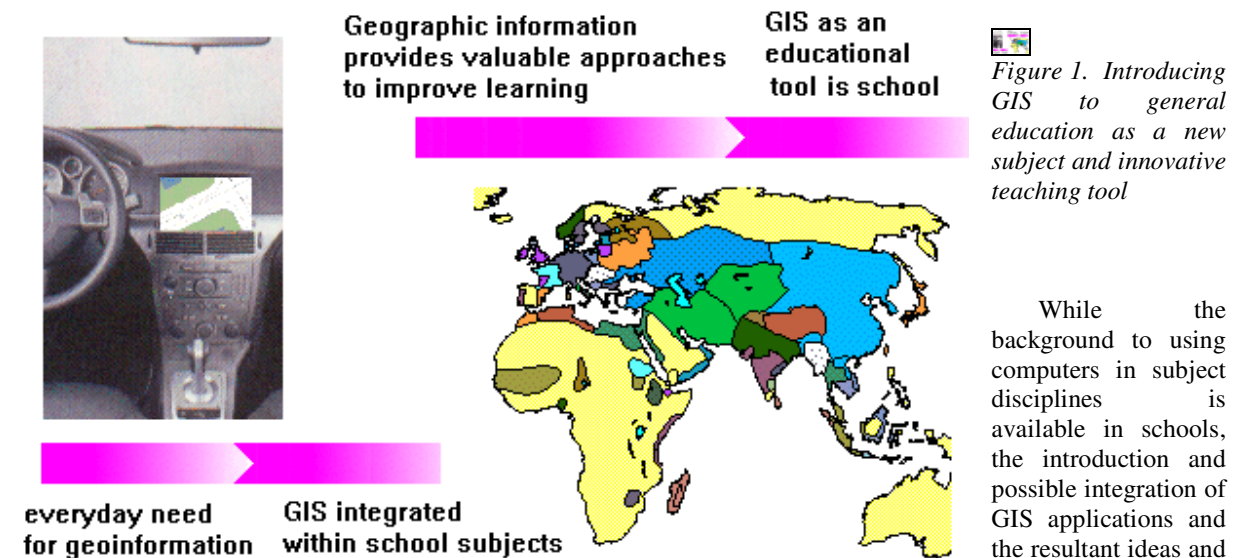 Geographic information
provides valuable approaches
to improve learning
GIS as an
educational
tool is school
everyday need
for geoinformation
GIS integrated
within school subjects
Figure 1. Introducing
GIS to general
education as a new
subject and innovative
teaching tool
While the
background to using
computers in subject
disciplines is
available in schools,
the introduction and
possible integration of
GIS applications and
the resultant ideas and